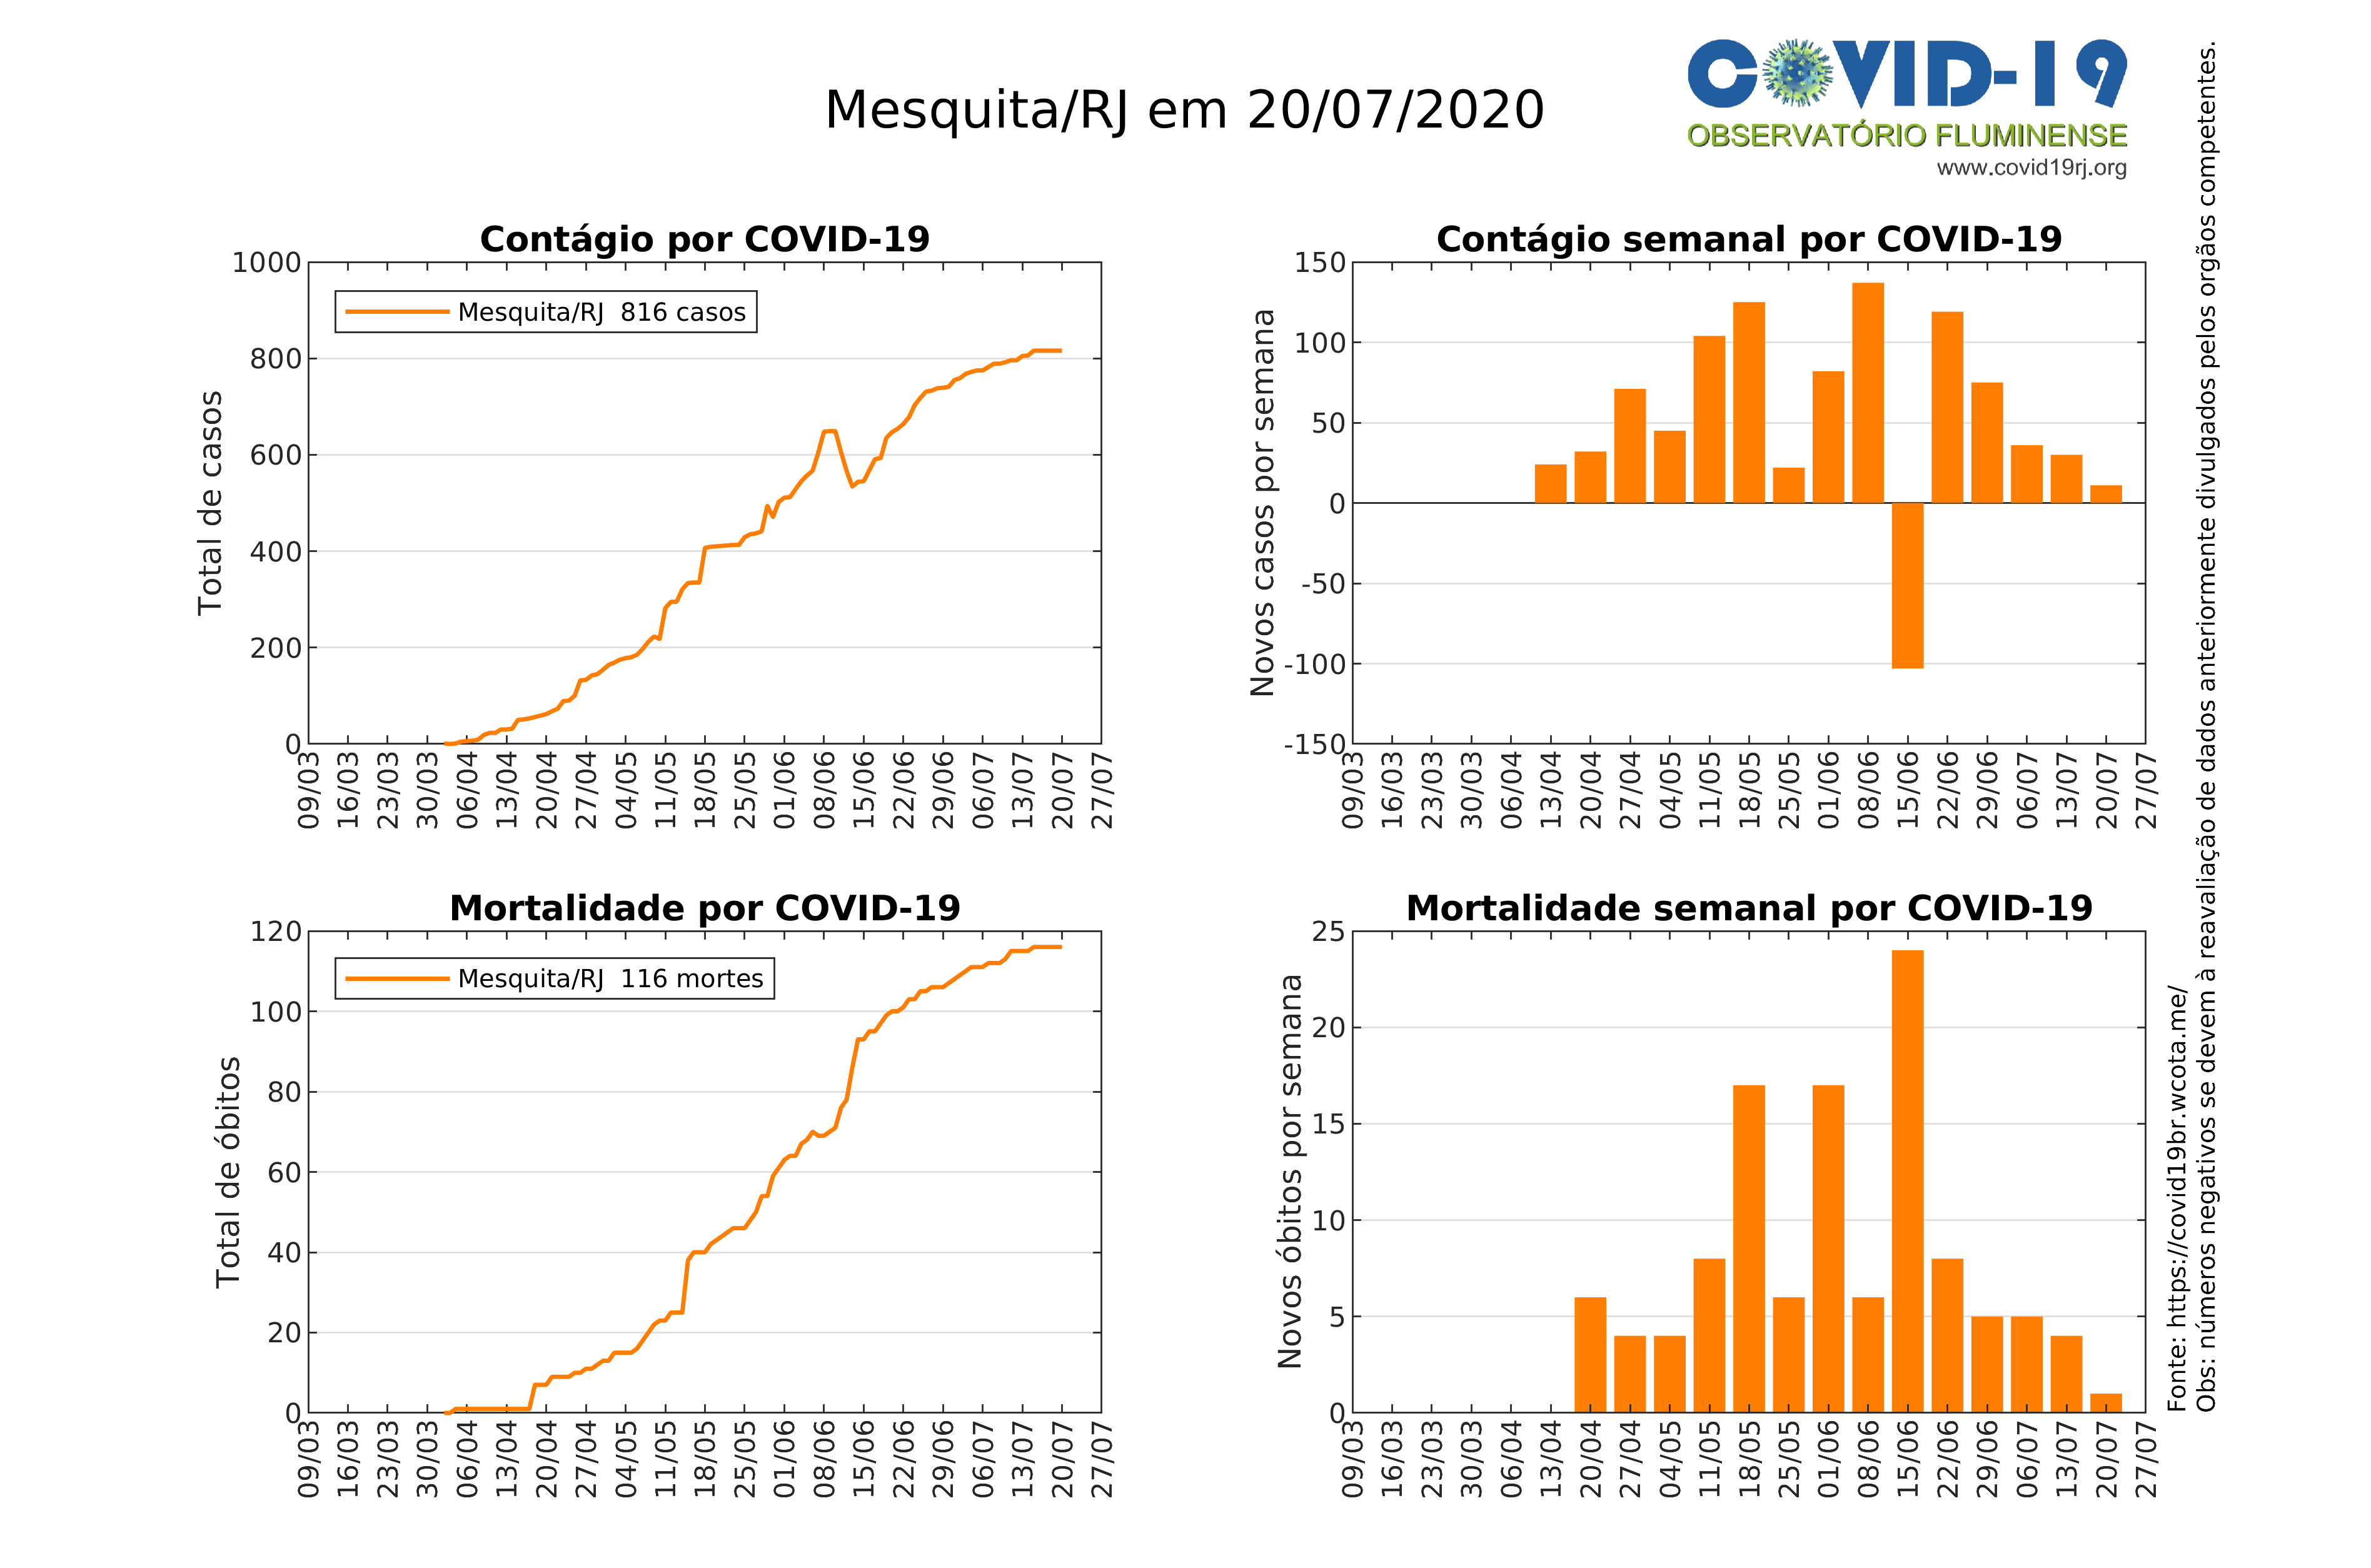 Mesquita/RJ em 20/07/2020
COVID-19
OBSERVATÓRIO FLUMINENSE
www.covid19rj.org
Contágio por COVID-19
Total de casos
1000
800
600
400
200
0
Mesquita/RJ 816 casos
09/03 16/03 23/03 30/03 06/04 13/04 20/04 27/04 04/05 11/05 18/05 25/05 01/06 08/06 15/06 22/06 29/06 06/07 13/07 20/07 27/07
Contágio semanal por COVID-19
Novos casos por semana
150
100
50
0
-50
-100
-150
09/03 16/03 23/03 30/03 06/04 13/04 20/04 27/04 04/05 11/05 18/05 25/05 01/06 08/06 15/06 22/06 29/06 06/07 13/07 20/07 27/07
Mortalidade por COVID-19
Total de óbitos
120
100
80
60
40
20
0
Mesquita/RJ 116 mortes
09/03 16/03 23/03 30/03 06/04 13/04 20/04 27/04 04/05 11/05 18/05 25/05 01/06 08/06 15/06 22/06 29/06 06/07 13/07 20/07 27/07
Mortalidade semanal por COVID-19
Novos óbitos por semana
25
20
15
10
5
0
09/03 16/03 23/03 30/03 06/04 13/04 20/04 27/04 04/05 11/05 18/05 25/05 01/06 08/06 15/06 22/06 29/06 06/07 13/07 20/07 27/07
Fonte: https://covid19br.wcota.me/
Obs: números negativos se devem à reavaliação de dados anteriormente divulgados pelos orgãos competentes.